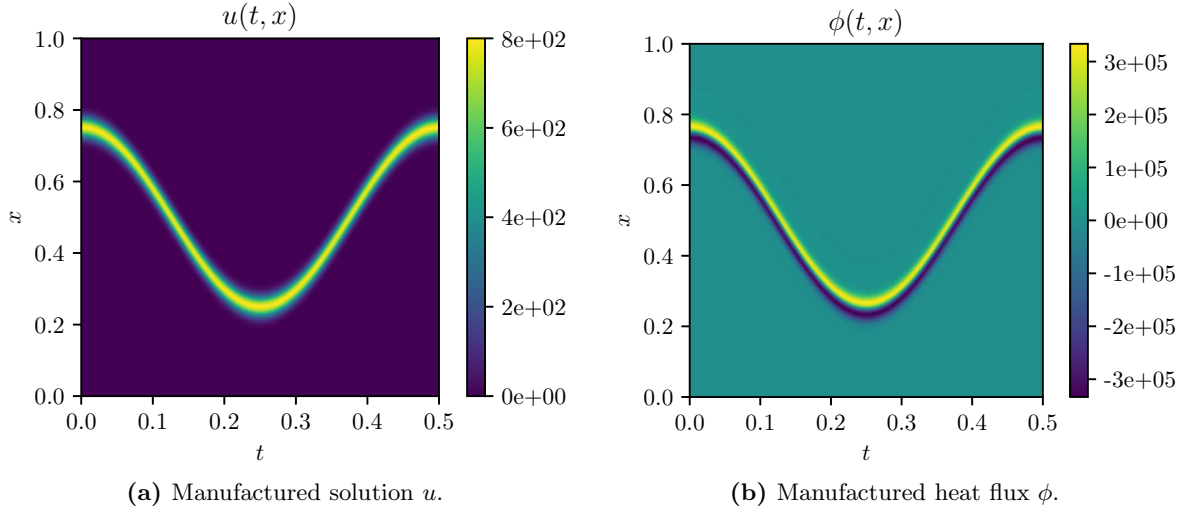 u(t, x)
1.0
0.8
0.6
0.4
0.2
0.0
x
0.0 0.1 0.2 0.3 0.4 0.5
t
8e+02
6e+02
4e+02
2e+02
0e+00
(a) Manufactured solution u.
ϕ(t, x)
1.0
0.8
0.6
0.4
0.2
0.0
x
0.0 0.1 0.2 0.3 0.4 0.5
t
3e+05
2e+05
1e+05
0e+00
-1e+05
-2e+05
-3e+05
(b) Manufactured heat flux ϕ.